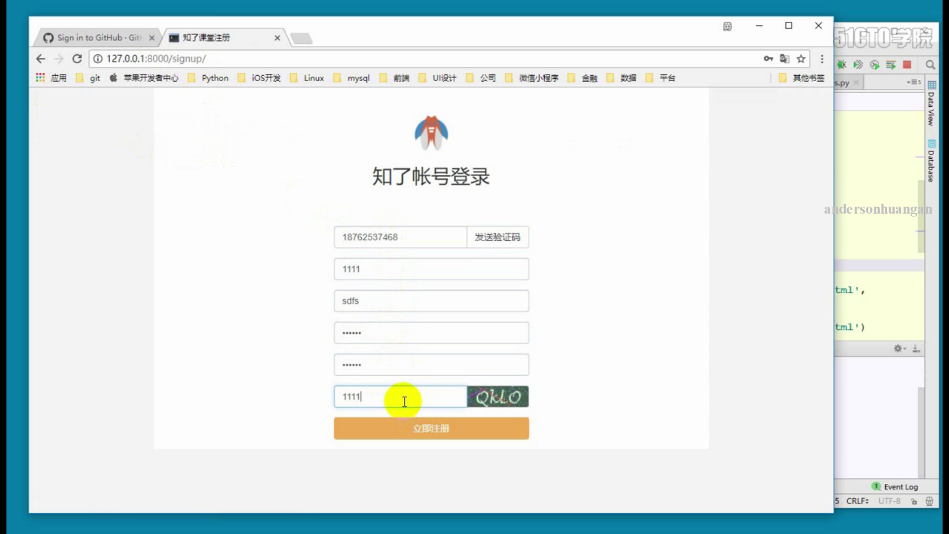 Sign in to GitHub · Git
知了课堂注册
51CTO学院
127.0.0.1:8000/signup/
s.py
应用 git 苹果开发者中心 Python iOS开发 Linux mysql 前端 UI设计 公司 微信小程序 金融 数据 平台 其他书签
Data View
Database
知了帐号登录
andersonhuangan
18762537468 发送验证码
1111
sdfs
tml',
tml')
••••••
••••••
1111 QklO
立即注册
1 Event Log
5 CRLF: UTF-8